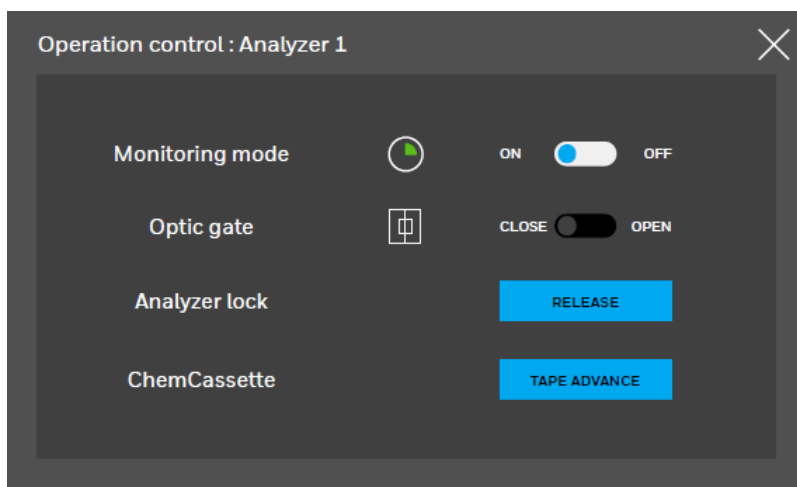 Operation control : Analyzer 1
Monitoring mode ON OFF
Optic gate CLOSE OPEN
Analyzer lock RELEASE
ChemCassette TAPE ADVANCE